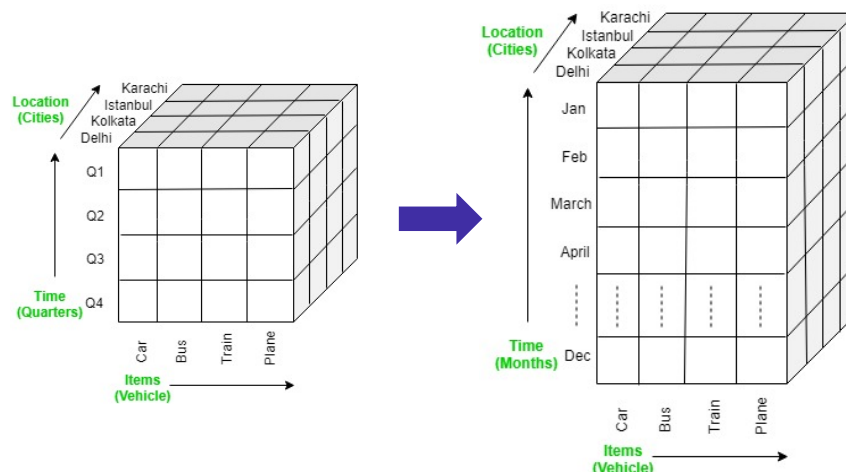 Karachi
Istanbul
Kolkata
Delhi
Location
(Cities)
Q1
Q2
Q3
Q4
Time
(Quarters)
Car
Bus
Train
Plane
Items
(Vehicle)
Karachi
Istanbul
Kolkata
Delhi
Location
(Cities)
Jan
Feb
March
April
Dec
Time
(Months)
Car
Bus
Train
Plane
Items
(Vehicle)